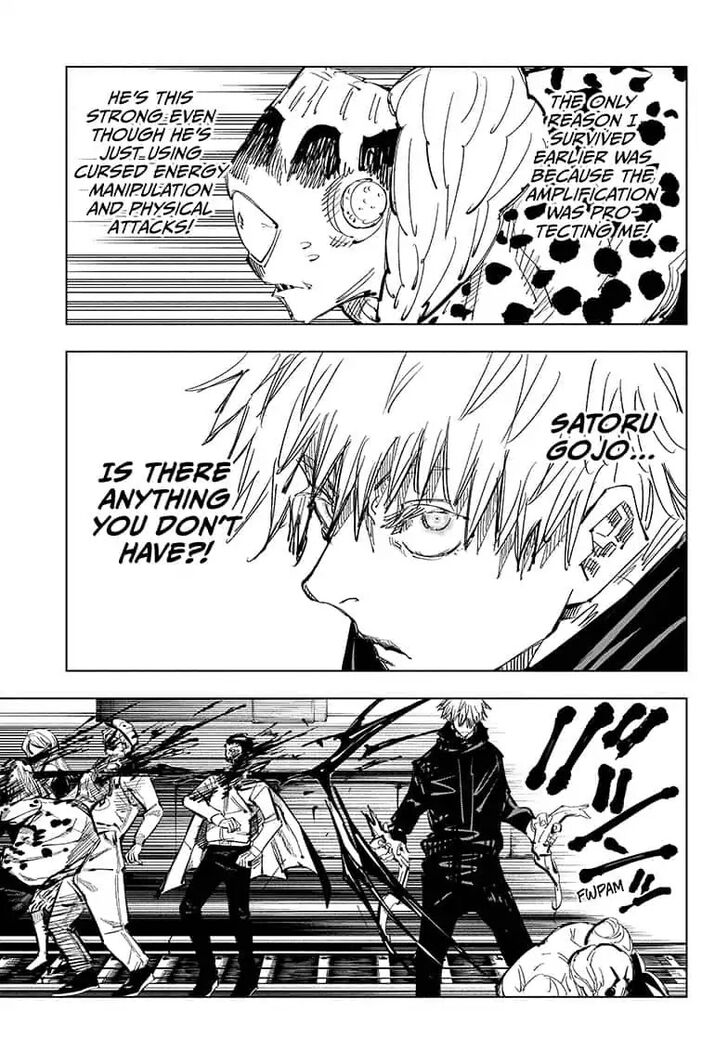 THE ONLY
REASON I
SURVIVED
EARLIER WAS
BECAUSE THE
AMPLIFICATION
WAS PRO-
TECTING ME!
HE'S THIS
STRONG EVEN
THOUGH HE'S
JUST USING
CURSED ENERGY
MANIPULATION
AND PHYSICAL
ATTACKS!
SATORU
GOJO...
IS THERE
ANYTHING
YOU DON'T
HAVE?!
FWPAM